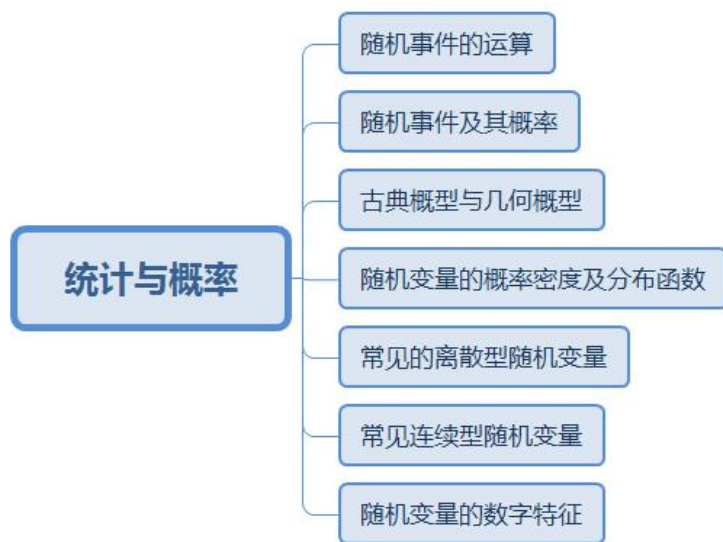 随机事件的运算
随机事件及其概率
古典概型与几何概型
统计与概率
随机变量的概率密度及分布函数
常见的离散型随机变量
常见连续型随机变量
随机变量的数字特征